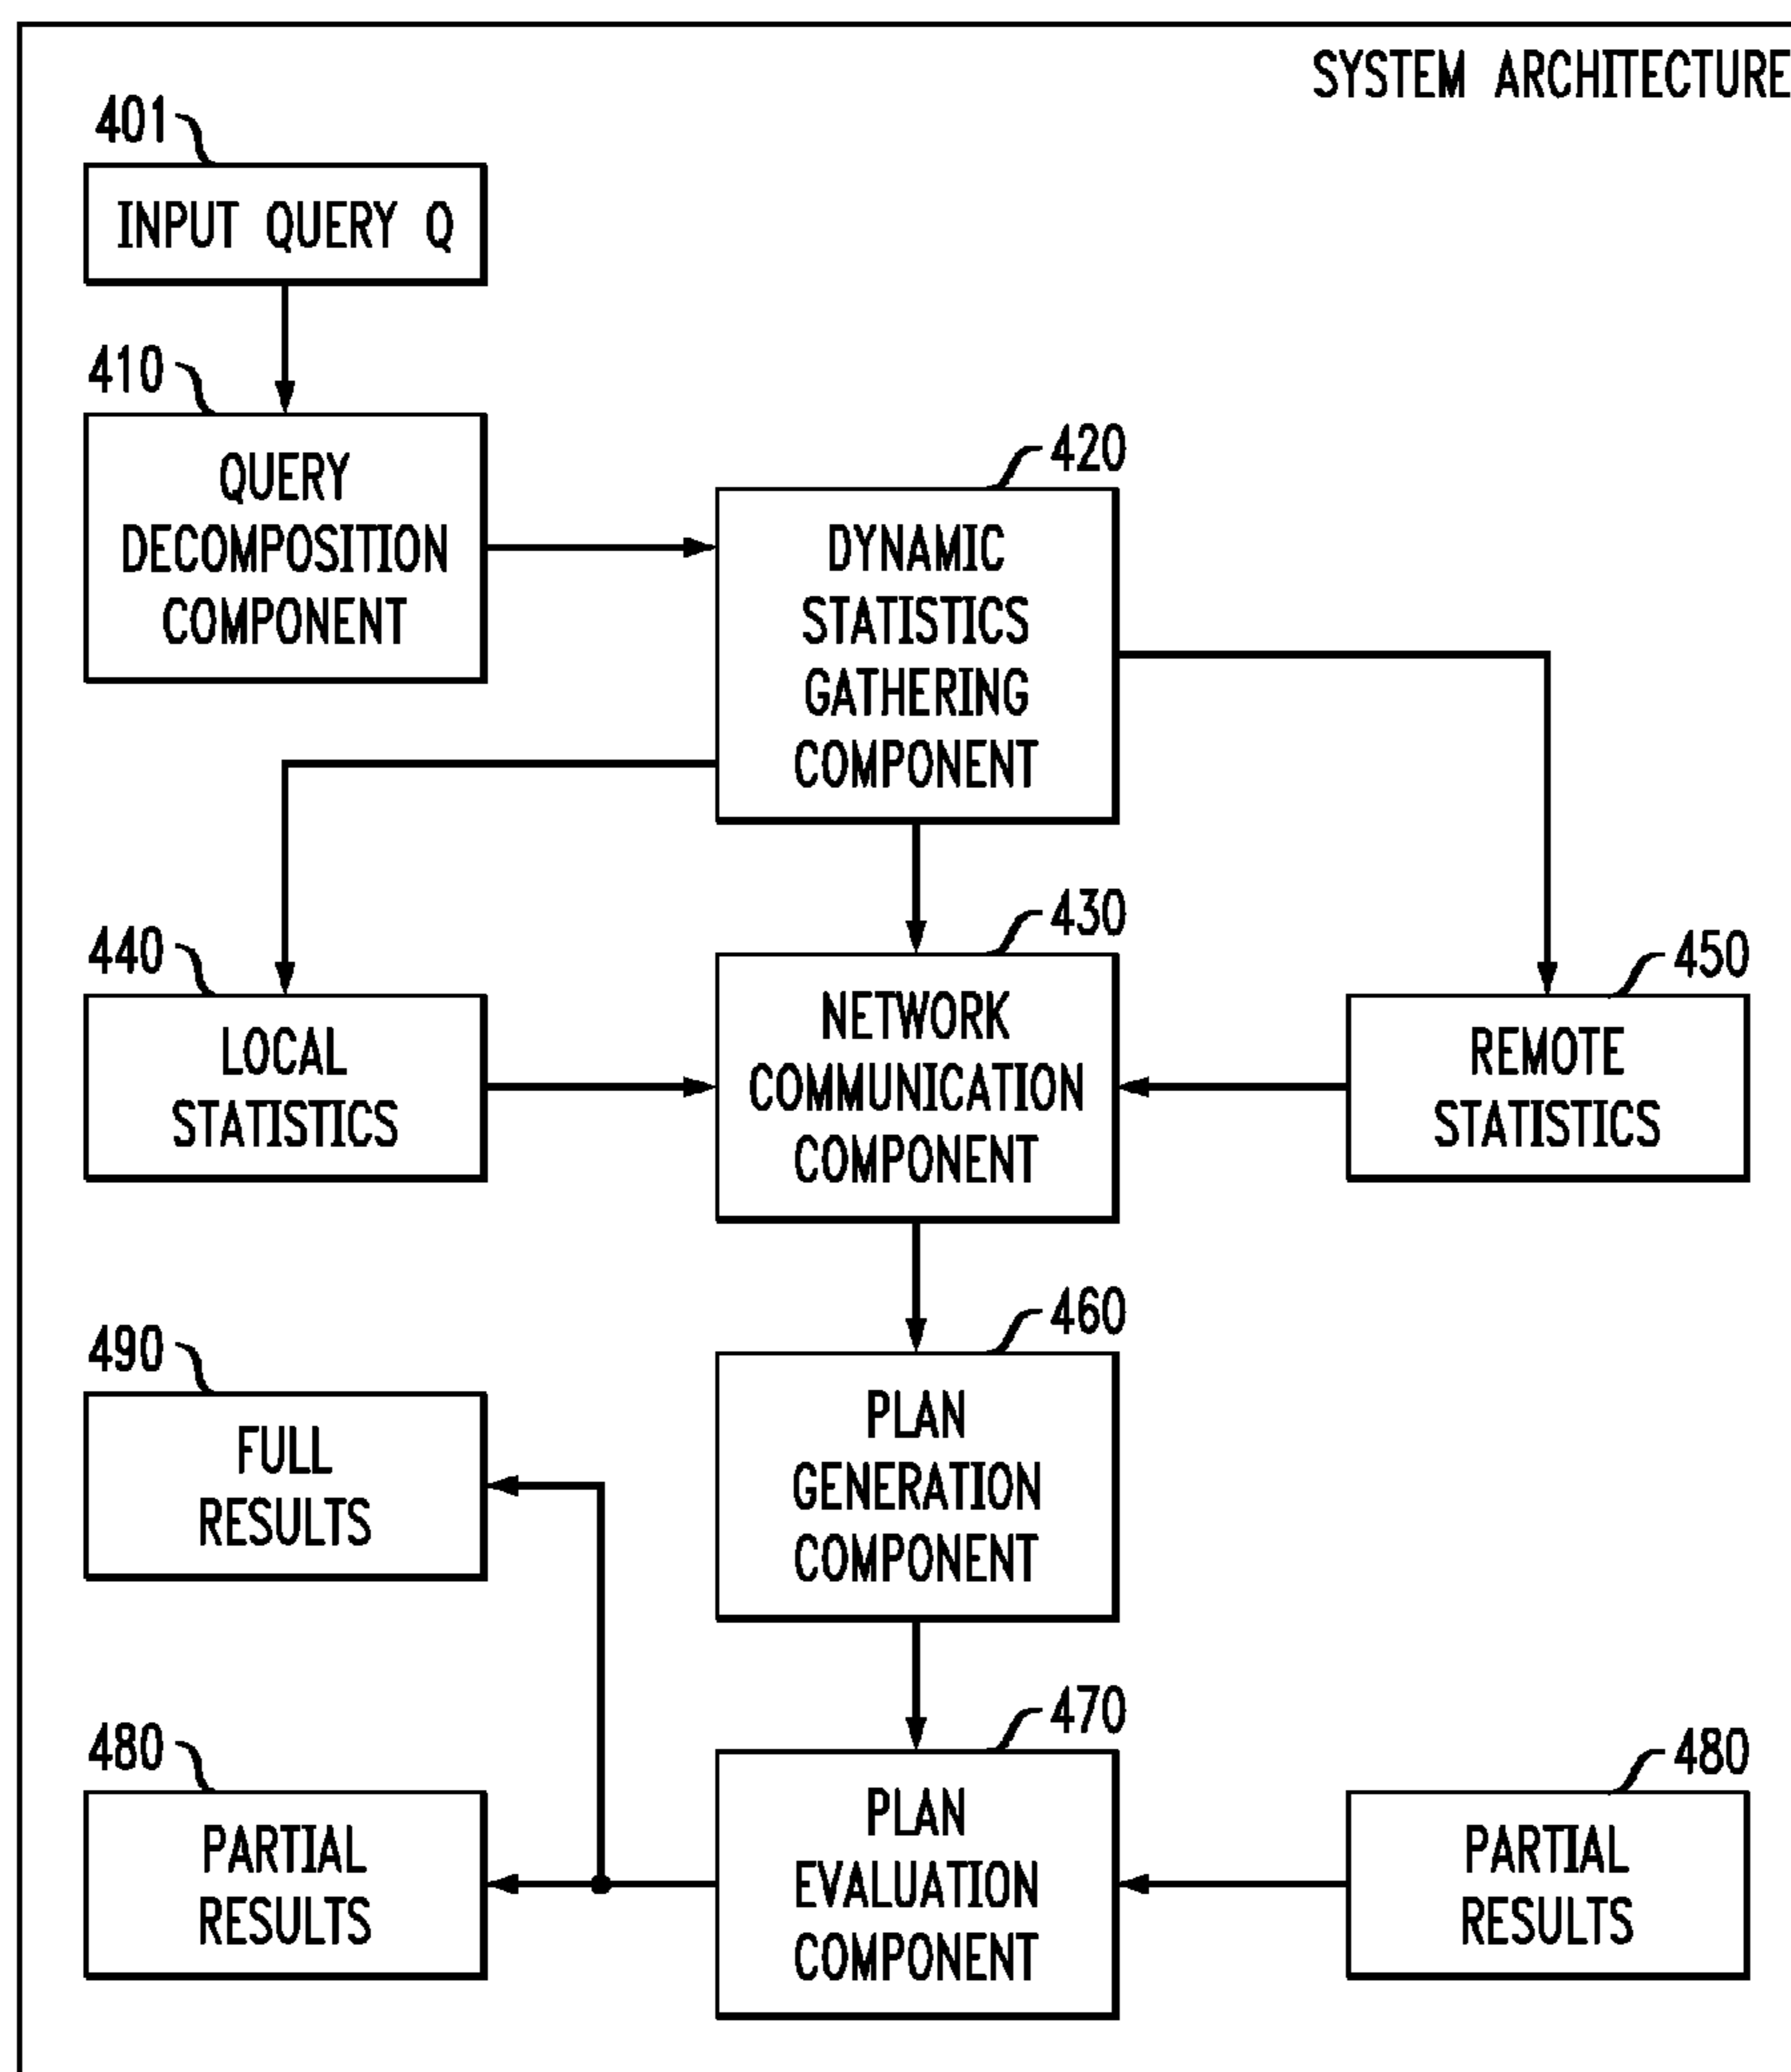 SYSTEM ARCHITECTURE
401
INPUT QUERY Q
410
QUERY
DECOMPOSITION
COMPONENT
420
DYNAMIC
STATISTICS
GATHERING
COMPONENT
430
NETWORK
COMMUNICATION
COMPONENT
440
LOCAL
STATISTICS
450
REMOTE
STATISTICS
460
PLAN
GENERATION
COMPONENT
490
FULL
RESULTS
470
PLAN
EVALUATION
COMPONENT
480
PARTIAL
RESULTS
480
PARTIAL
RESULTS